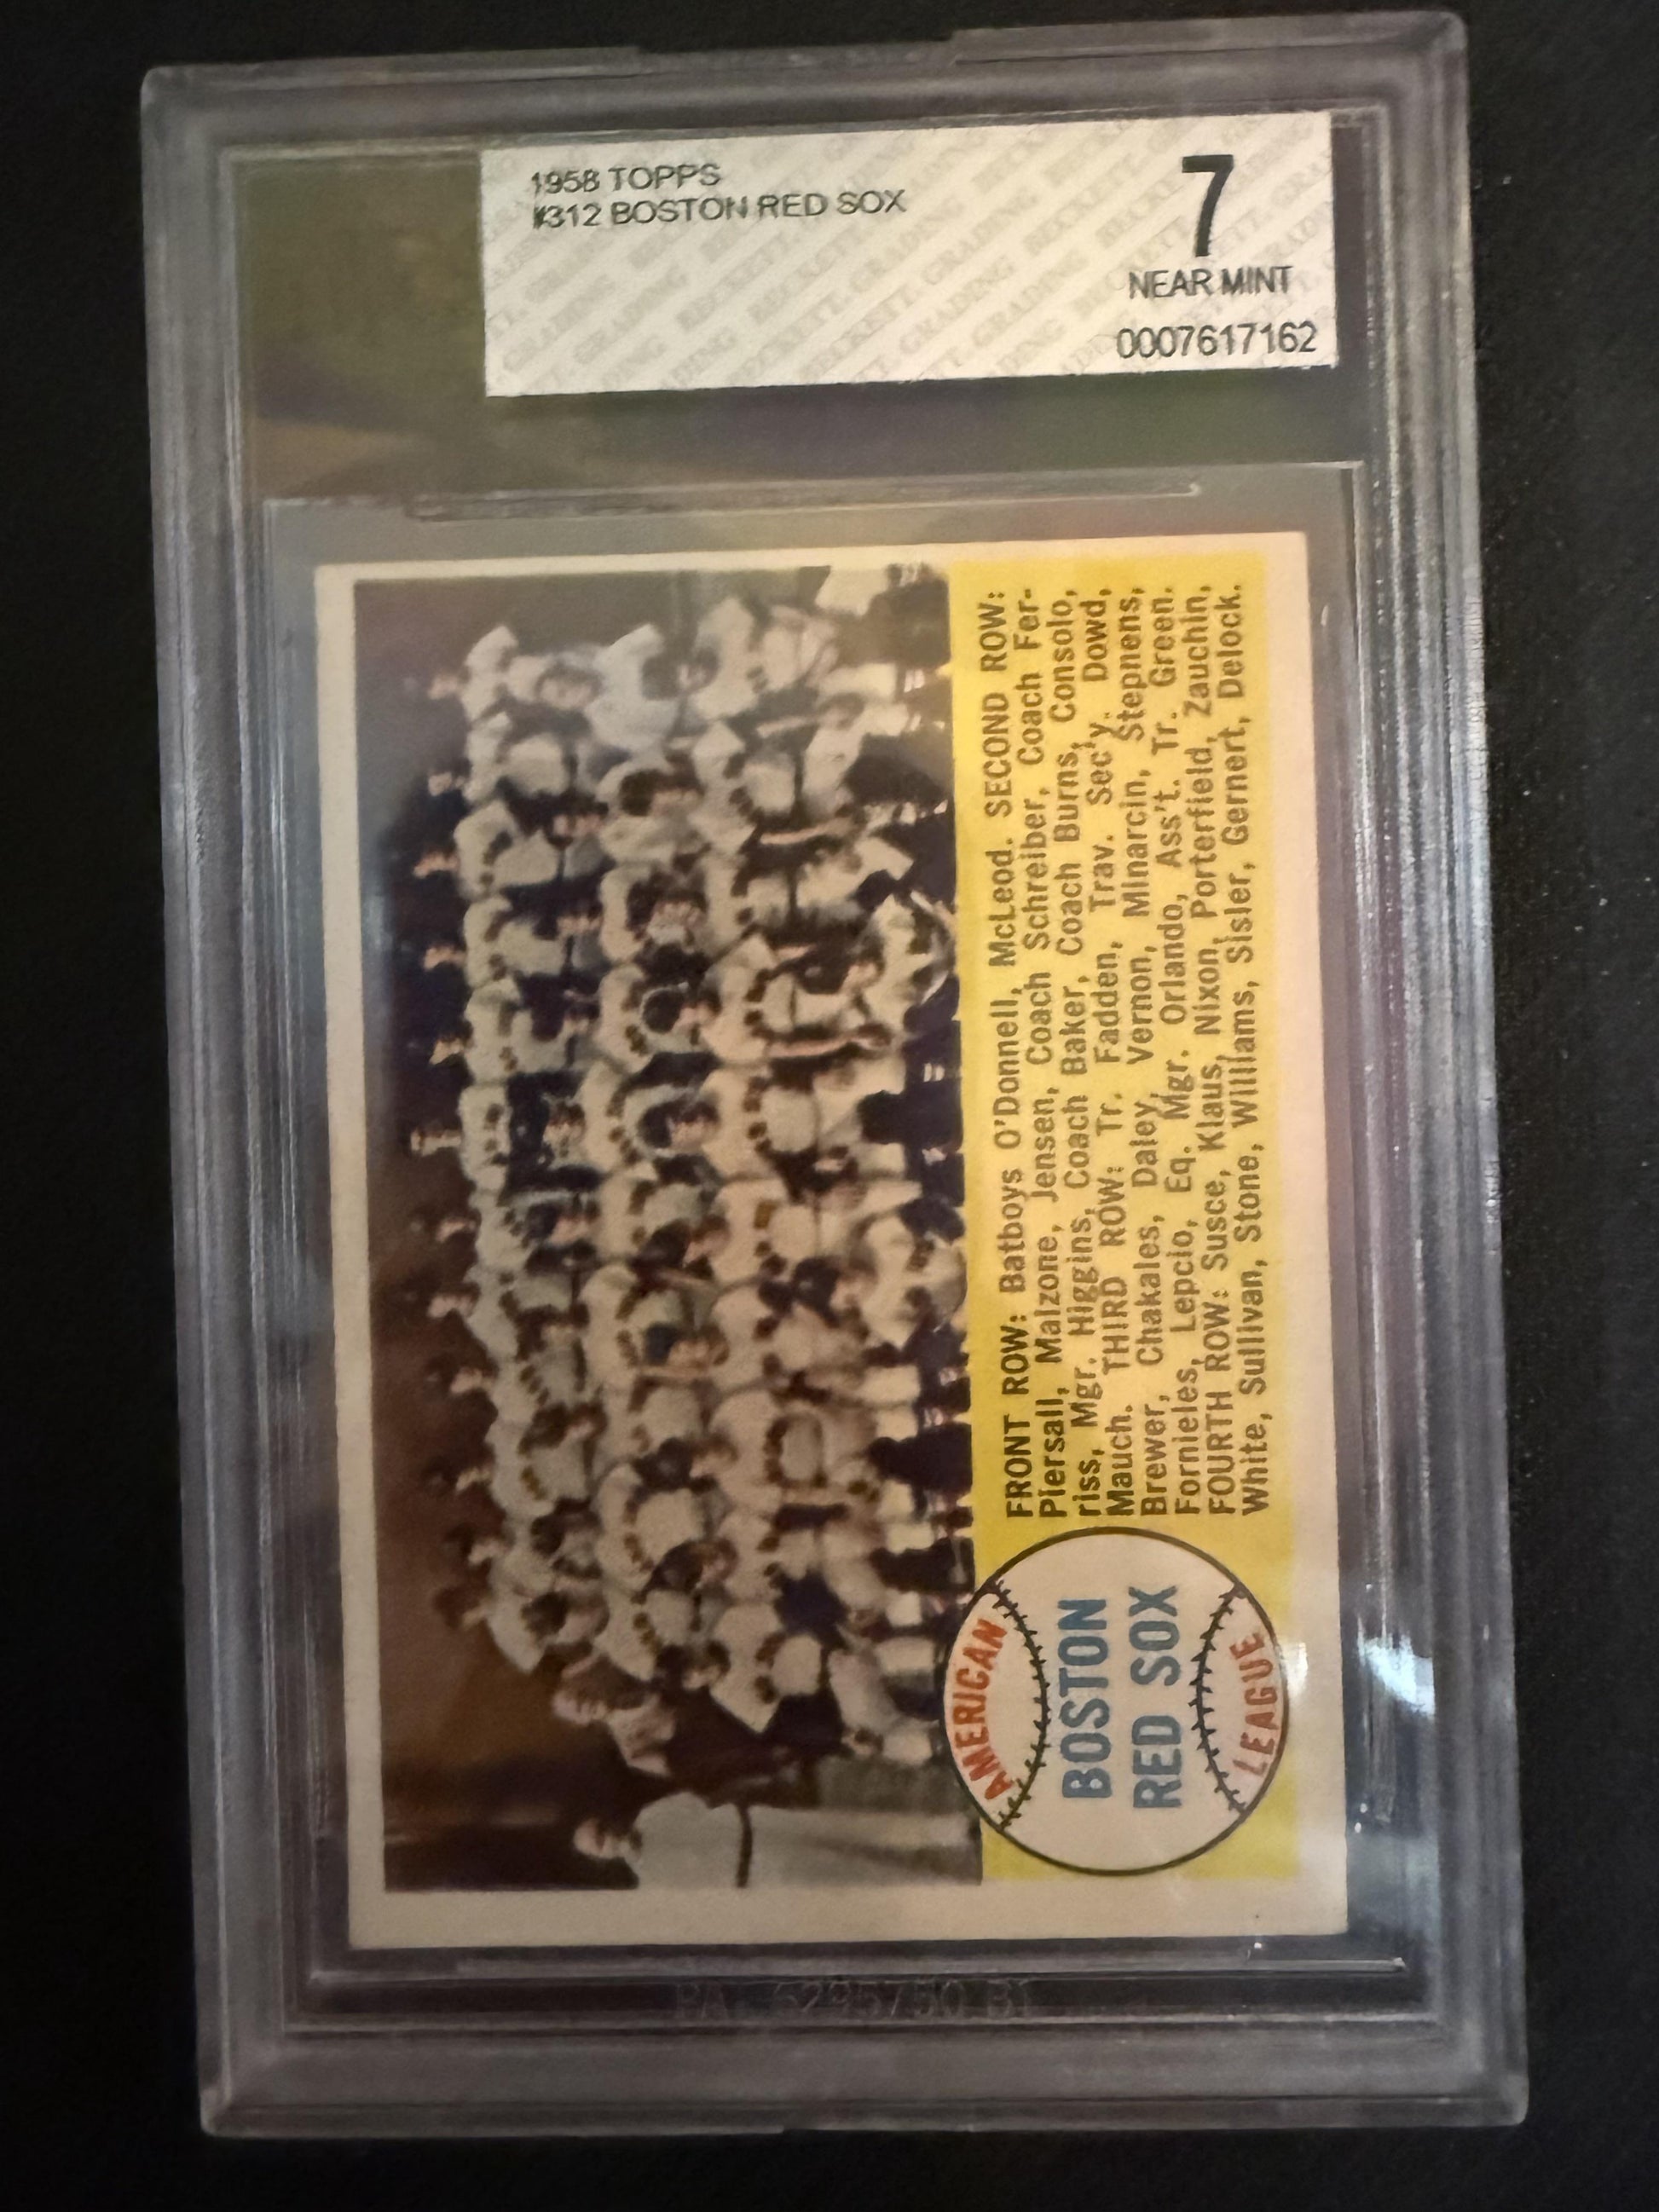 1958 TOPPS
#312 BOSTON RED SOX
7
NEAR MINT
0007617162
FRONT ROW: Batboys O'Donnell, McLeod. SECOND ROW:
Piersall, Malzone, Jensen, Coach Schreiber, Coach Fer-
riss, Mgr. Higgins, Coach Baker, Coach Burns, Consolo,
Mauch. THIRD ROW: Tr. Fadden, Trav. Sec'y. Dowd,
Brewer, Chakales, Daley, Vernon, Minarcin, Stephens,
Fornieles, Lepcio, Eq. Mgr. Orlando, Ass't. Tr. Green.
FOURTH ROW: Susce, Klaus, Nixon, Porterfield, Zauchin,
White, Sullivan, Stone, Williams, Sisler, Gernert, Delock.
AMERICAN
BOSTON
RED SOX
LEAGUE
PAT 5295750 B1